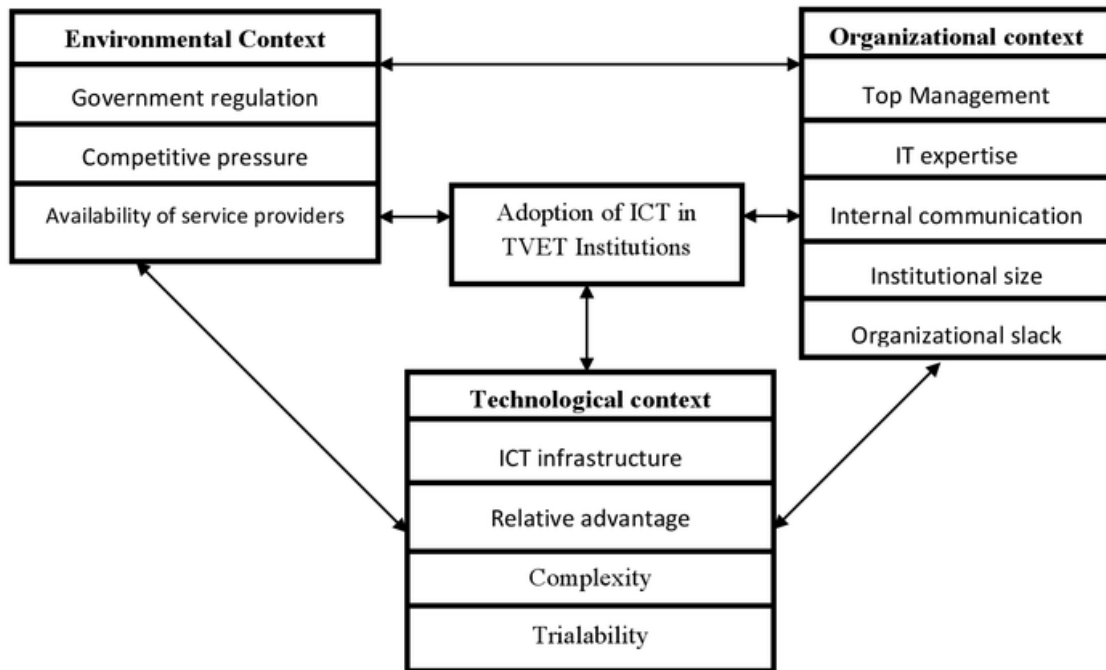 Environmental Context
Government regulation
Competitive pressure
Availability of service providers
Organizational context
Top Management
IT expertise
Internal communication
Institutional size
Organizational slack
Adoption of ICT in
TVET Institutions
Technological context
ICT infrastructure
Relative advantage
Complexity
Trialability